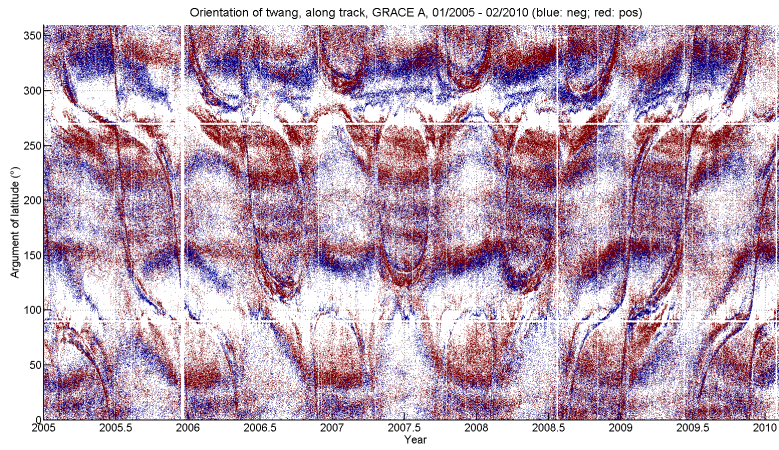 Orientation of twang, along track, GRACE A, 01/2005 - 02/2010 (blue: neg; red: pos)
350
300
250
200
150
100
50
0
Argument of latitude (°)
2005 2005.5 2006 2006.5 2007 2007.5 2008 2008.5 2009 2009.5 2010
Year